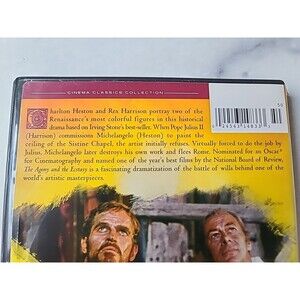 CINEMA CLASSICS COLLECTION
Charlton Heston and Rex Harrison portray two of the
Renaissance's most colorful figures in this historical
drama based on Irving Stone's best-seller. When Pope Julius II
(Harrison) commissions Michelangelo (Heston) to paint
the ceiling of the Sistine Chapel, the artist initially refuses. Virtually forced to do the job by
Julius, Michelangelo later destroys his own work and flees Rome. Nominated for an Oscar®
for Cinematography and named one of the year's best films by the National Board of Review,
The Agony and the Ecstasy is a fascinating dramatization of the battle of wills behind one of the
world's artistic masterpieces.